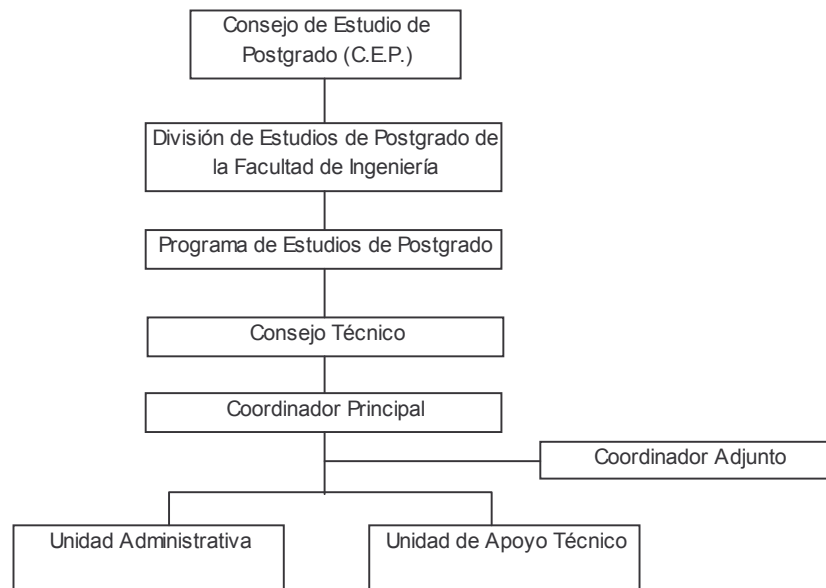 Consejo de Estudio de
Postgrado (C.E.P.)
División de Estudios de Postgrado de
la Facultad de Ingeniería
Programa de Estudios de Postgrado
Consejo Técnico
Coordinador Principal
Coordinador Adjunto
Unidad Administrativa
Unidad de Apoyo Técnico